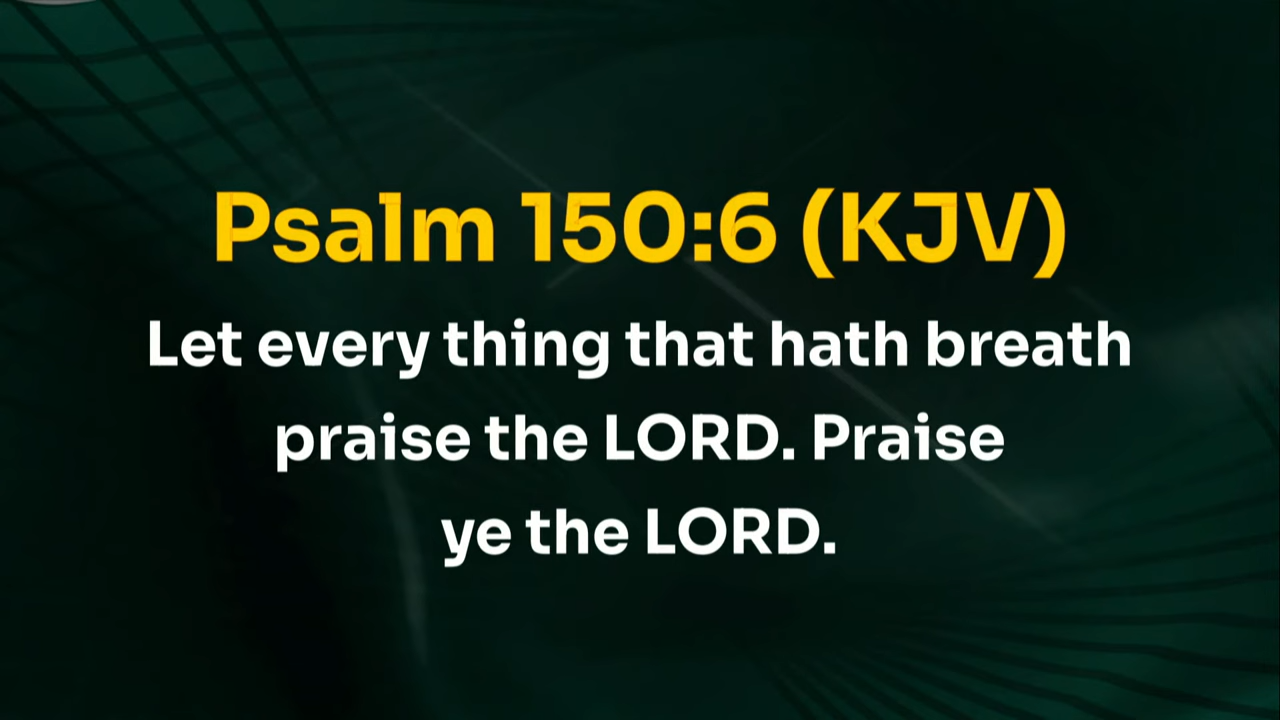 Psalm 150:6 (KJV)
Let every thing that hath breath
praise the LORD. Praise
ye the LORD.